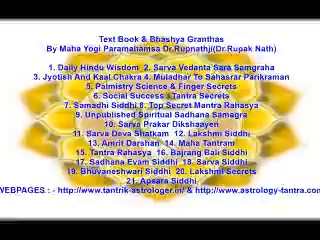 Text Book & Bhashya Granthas
By Maha Yogi Paramahamsa Dr.Rupnathji(Dr.Rupak Nath)
1. Daily Hindu Wisdom 2. Sarva Vedanta Sara Samgraha
3. Jyotish And Kaal Chakra 4. Muladhar To Sahasrar Parikraman
5. Palmistry Science & Finger Secrets
6. Social Success - Tantra Secrets
7. Samadhi Siddhi 8. Top Secret Mantra Rahasya
9. Unpublished Spiritual Sadhana Samagra
10. Sarva Prakar Dikshaayen
11. Sarva Deva Shatkam 12. Lakshmi Siddhi
13. Amrit Darshan 14. Maha Tantram
15. Tantra Rahasya 16. Bajrang Bali Siddhi
17. Sadhana Evam Siddhi 18. Sarva Siddhi
19. Bhuvaneshwari Siddhi 20. Lakshmi Secrets
21. Apsara Siddhi
WEBPAGES : - http://www.tantrik-astrologer.in/ & http://www.astrology-tantra.com